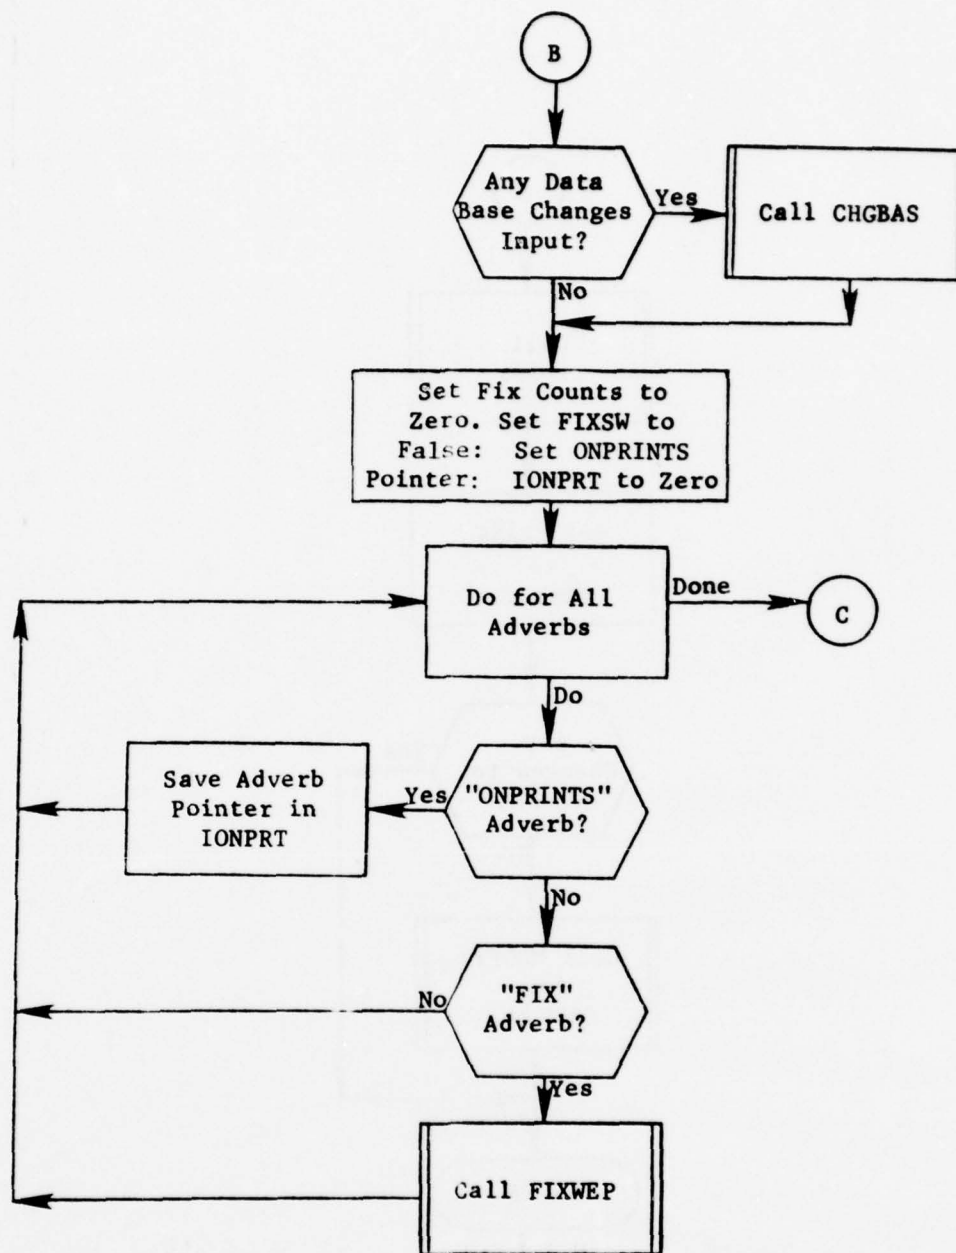 B
Any Data
Base Changes
Input?
Yes
Call CHGBAS
No
Set Fix Counts to
Zero. Set FIXSW to
False: Set ONPRINTS
Pointer: IONPRT to Zero
Do for All
Adverbs
Done
C
Do
Save Adverb
Pointer in
IONPRT
Yes
"ONPRINTS"
Adverb?
No
"FIX"
Adverb?
No
Yes
Call FIXWEP